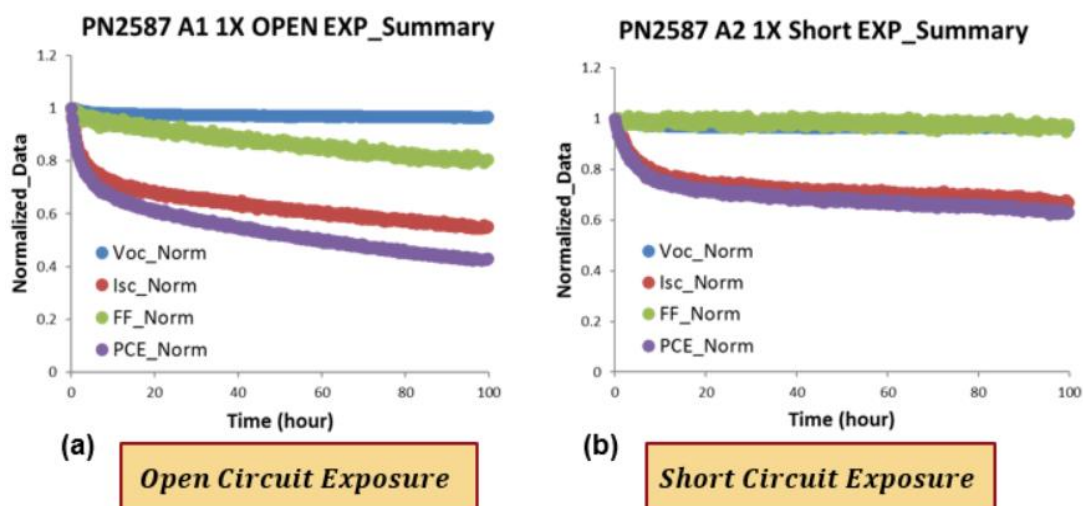 PN2587 A1 1X OPEN EXP_Summary
1.2
1
0.8
0.6
0.4
0.2
0
Normalized_Data
Voc_Norm
Isc_Norm
FF_Norm
PCE_Norm
0 20 40 60 80 100
Time (hour)
(a)
Open Circuit Exposure
PN2587 A2 1X Short EXP_Summary
1.2
1
0.8
0.6
0.4
0.2
0
Normalized_Data
Voc_Norm
Isc_Norm
FF_Norm
PCE_Norm
0 20 40 60 80 100
Time (hour)
(b)
Short Circuit Exposure